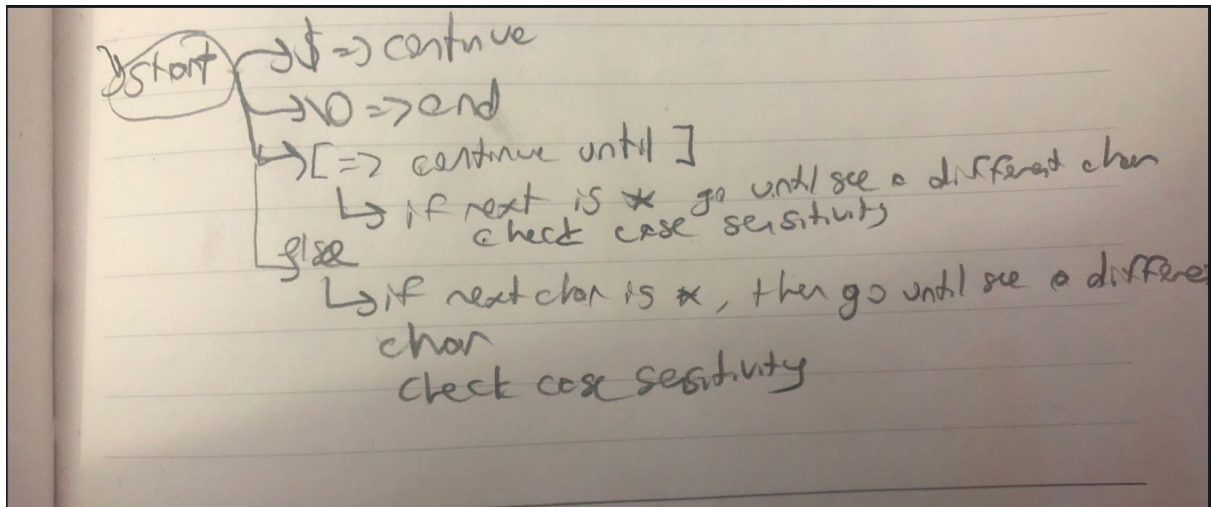 start $ => continue
\0 => end
[ => continue until ]
if next is * go until see a different char
check case sensitivity
else
if next char is *, then go until see a differe
char
check case sesitivity